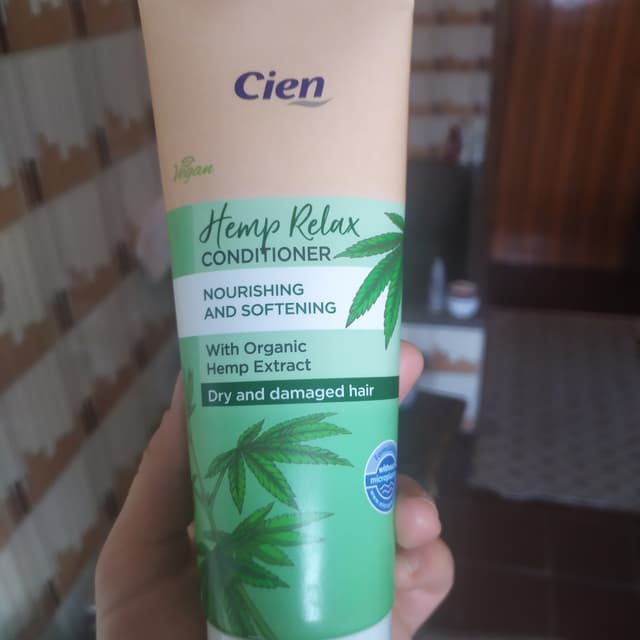 Cien
Vegan
Hemp Relax
CONDITIONER
NOURISHING
AND SOFTENING
With Organic
Hemp Extract
Dry and damaged hair